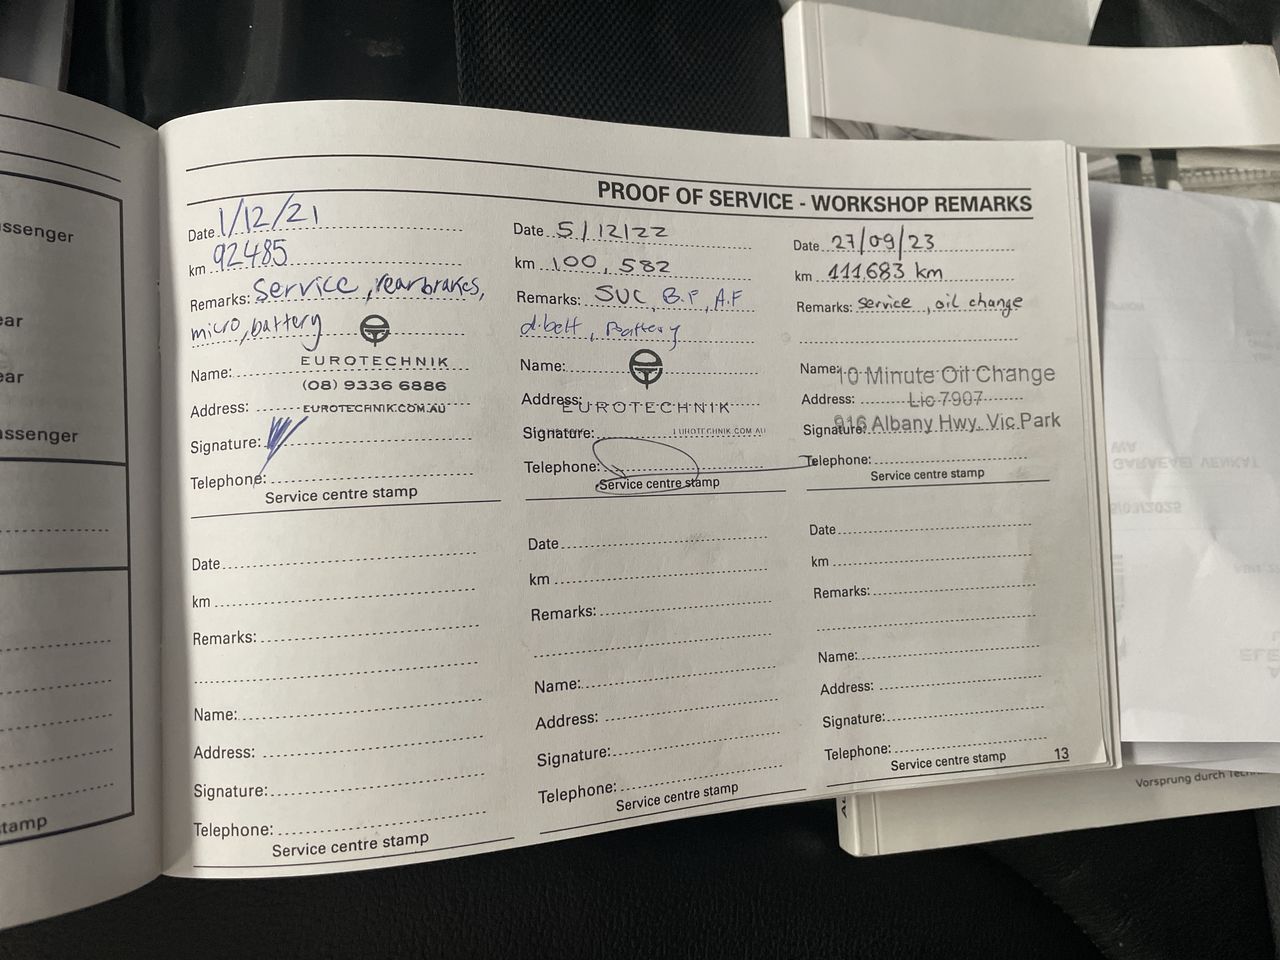 PROOF OF SERVICE - WORKSHOP REMARKS
Date 1/12/21
km 92485
Remarks: Service, rear brakes,
micro, battery
Name:
EUROTECHNIK
(08) 9336 6886
Address:
EUROTECHNIK.COM.AU
Signature:
Telephone:
Service centre stamp
Date 5/12/22
km 100,582
Remarks: SVC, B.F, A.F
d.belt, Battery
Name:
Address:
EUROTECHNIK
Signature:
EUROTECHNIK.COM.AU
Telephone:
Service centre stamp
Date 27/09/23
km 111683 km
Remarks: service, oil change
Name: 10 Minute Oil Change
Address: Lic 7907
Signature: 916 Albany Hwy. Vic.Park
Telephone:
Service centre stamp
Date
km
Remarks:
Name:
Address:
Signature:
Telephone:
Service centre stamp
Date
km
Remarks:
Name:
Address:
Signature:
Telephone:
Service centre stamp
Date
km
Remarks:
Name:
Address:
Signature:
Telephone:
Service centre stamp
13
ssenger
ear
ear
assenger
tamp
Vorsprung durch